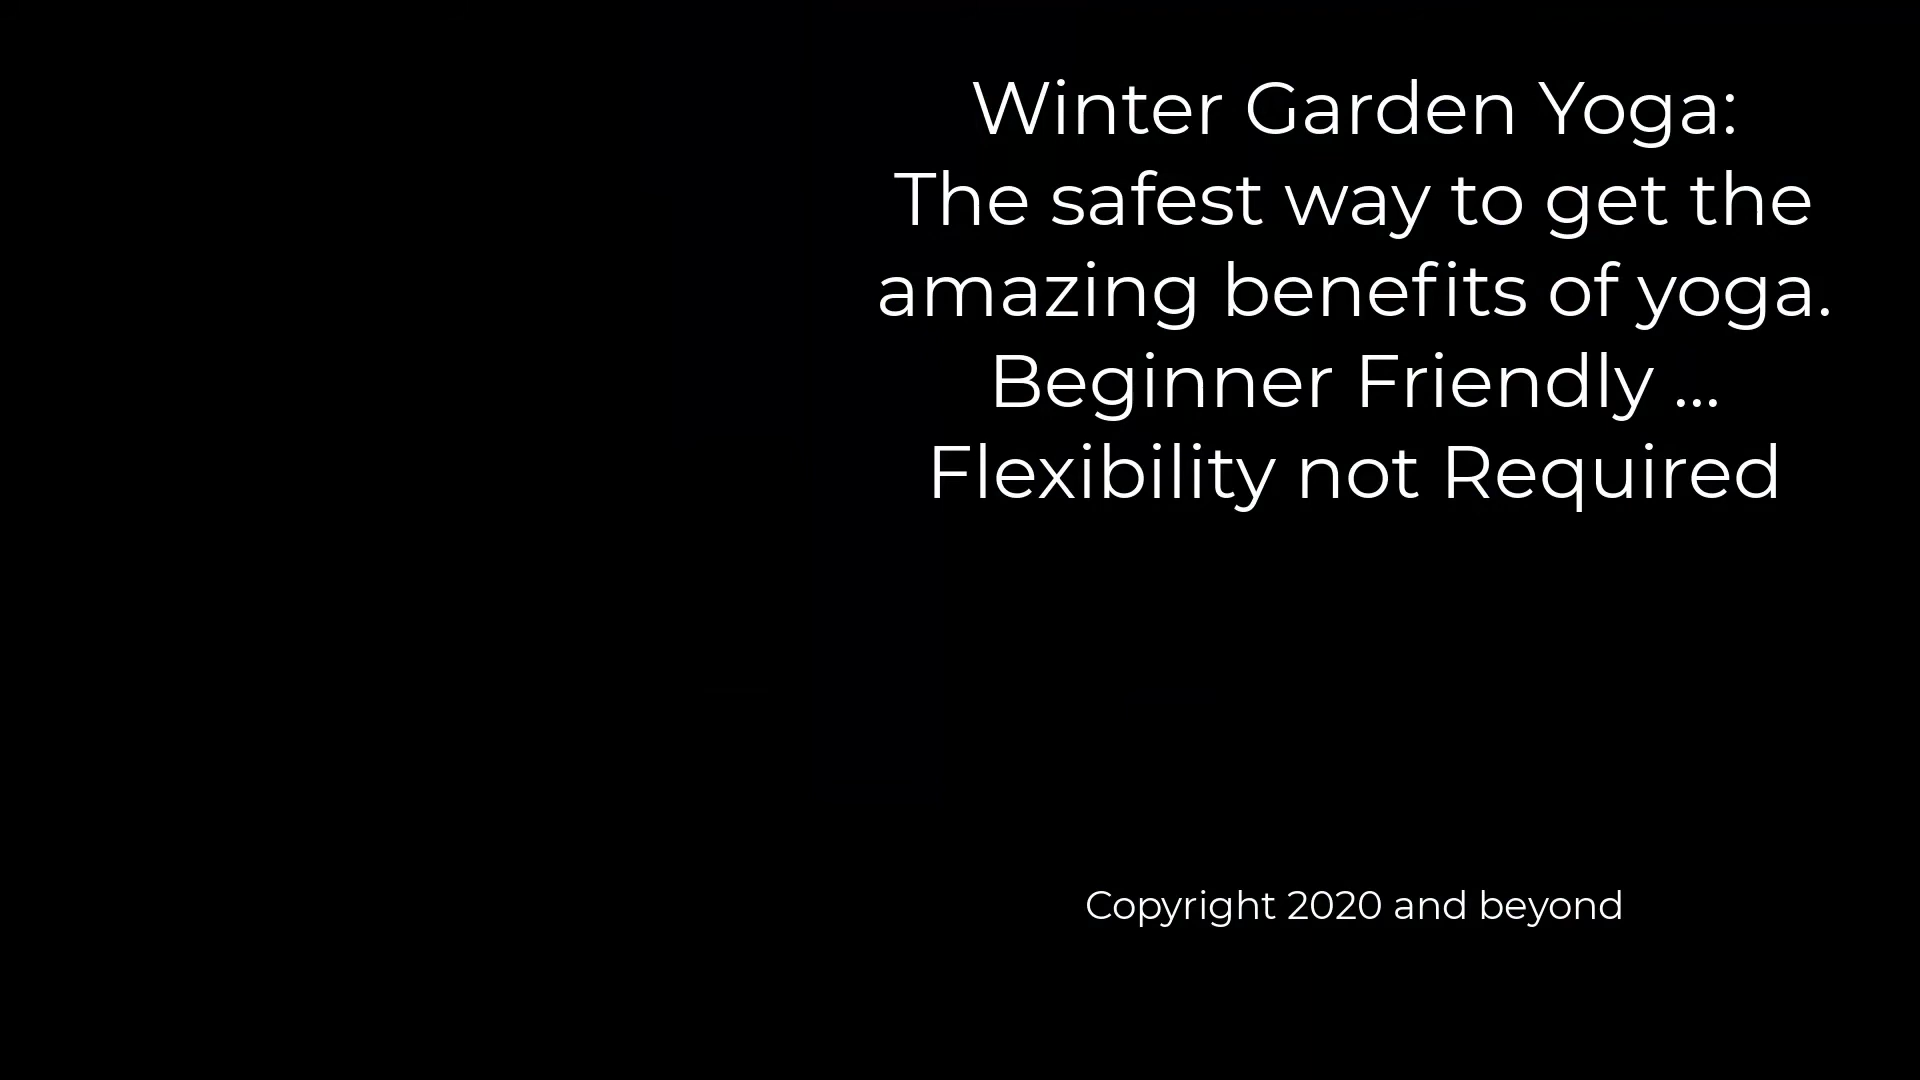 Winter Garden Yoga:
The safest way to get the
amazing benefits of yoga.
Beginner Friendly ...
Flexibility not Required
Copyright 2020 and beyond